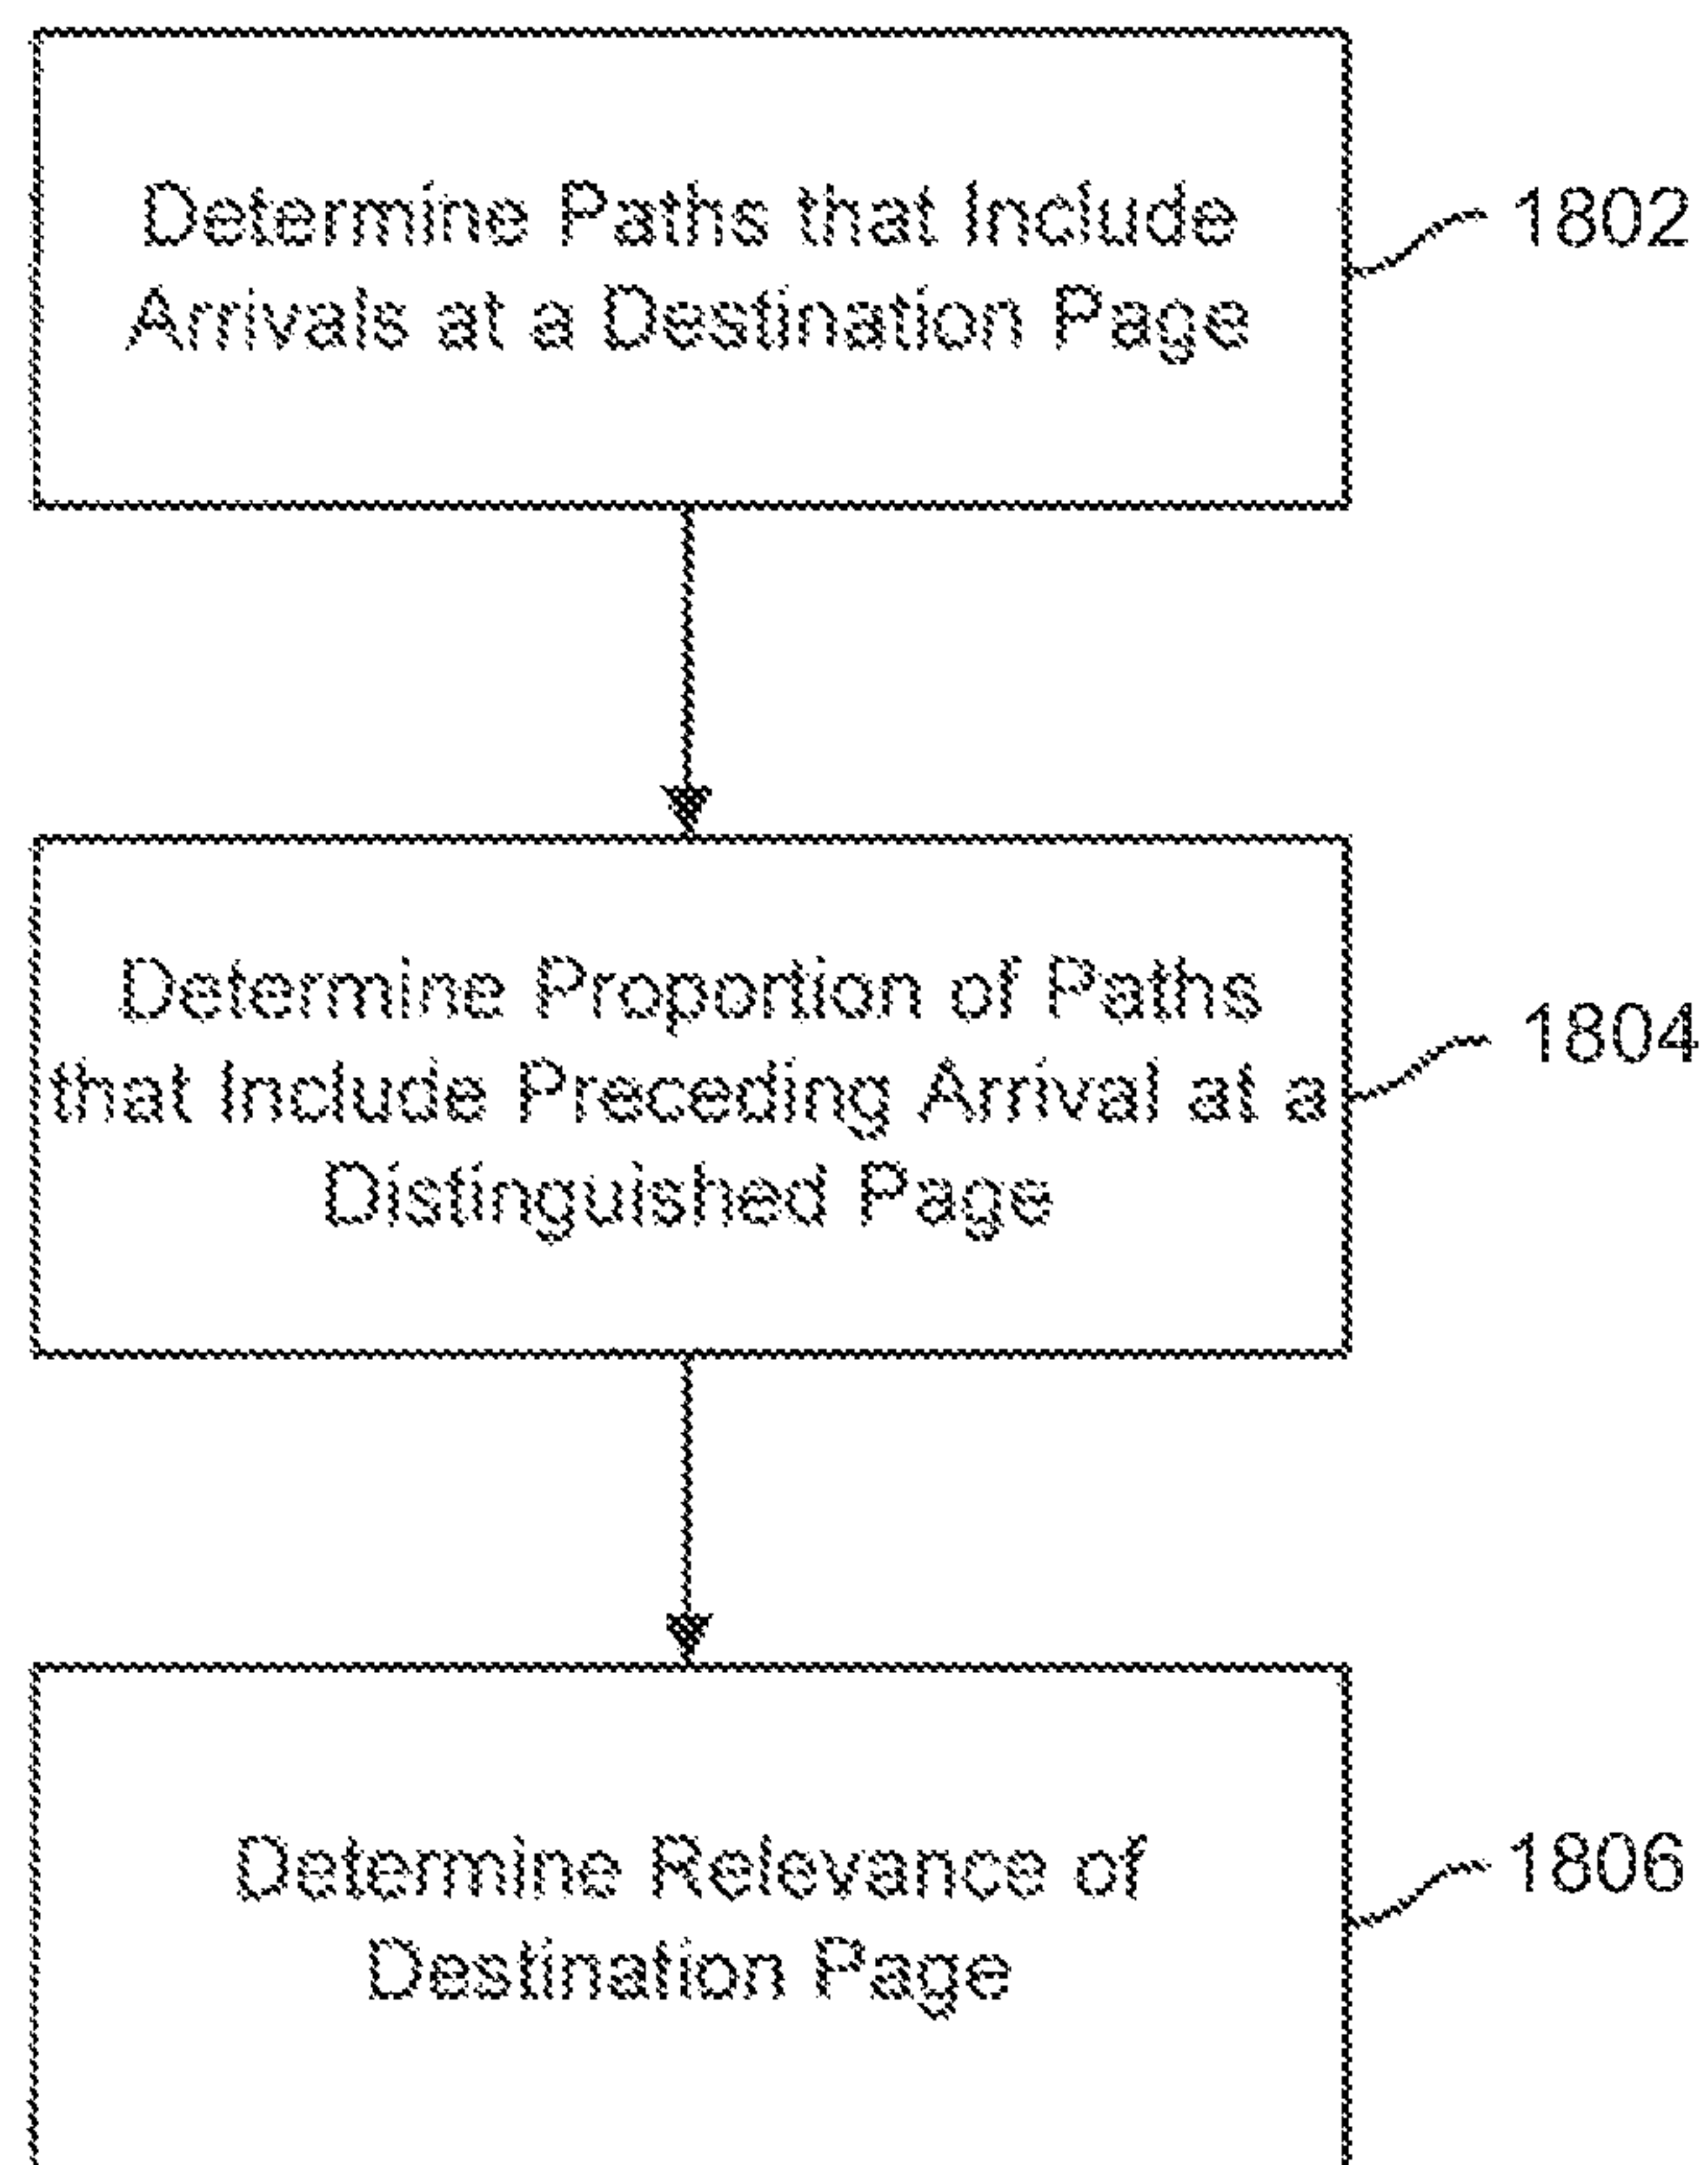 Determine Paths that Include
Arrivals at a Destination Page
1802
Determine Proportion of Paths
that Include Preceding Arrival at a
Distinguished Page
1804
Determine Relevance of
Destination Page
1806